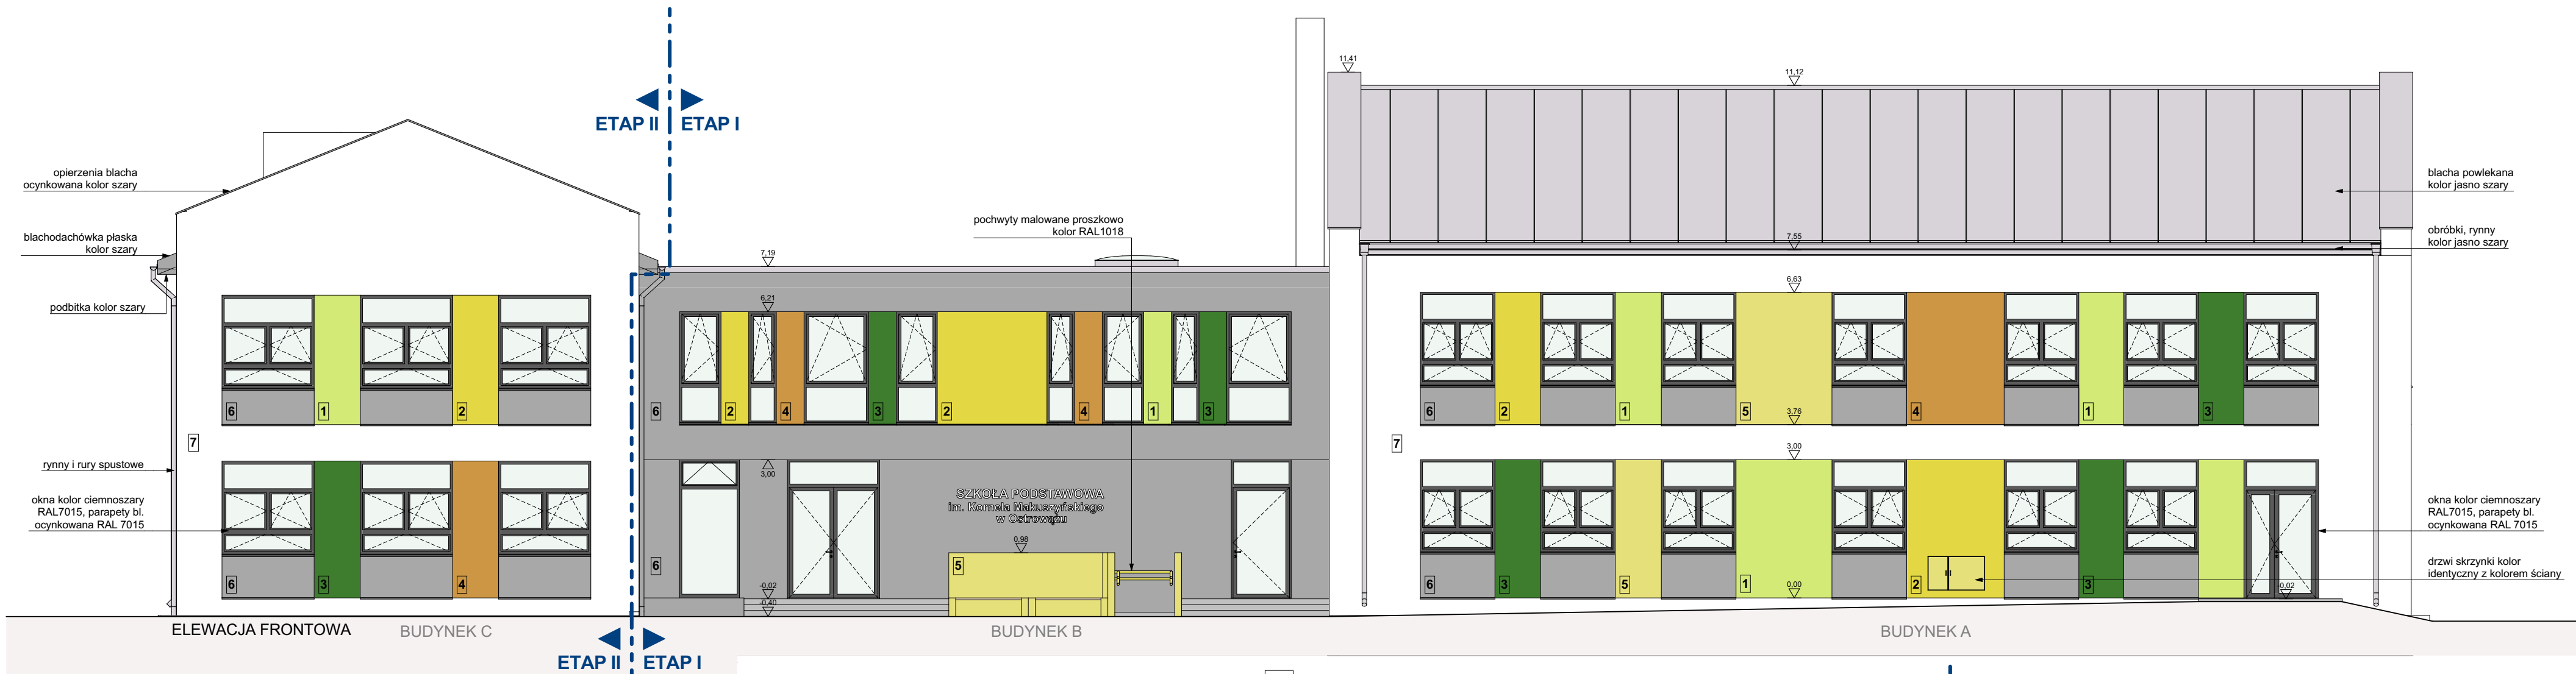 11,41
11,12
ETAP II ETAP I
opierzenia blacha
ocynkowana kolor szary
blacha powlekana
kolor jasno szary
pochwyty malowane proszkowo
kolor RAL1018
blachodachówka płaska
kolor szary
obróbki, rynny
kolor jasno szary
7,55
7,19
podbitka kolor szary
6,63
6,21
6 1 2 6 2 4 3 2 4 1 3 6 2 1 5 4 1 3
3,76
7 7
3,00
3,00
rynny i rury spustowe
okna kolor ciemnoszary
RAL7015, parapety bl.
ocynkowana RAL 7015
SZKOŁA PODSTAWOWA
im. Kornela Makuszyńskiego
w Ostrowążu
okna kolor ciemnoszary
RAL7015, parapety bl.
ocynkowana RAL 7015
0,98
drzwi skrzynki kolor
identyczny z kolorem ściany
6 3 4 6 5 6 3 5 1 2 3
-0,02
0,00
-0,02
-0,40
ELEWACJA FRONTOWA BUDYNEK C BUDYNEK B BUDYNEK A
ETAP II ETAP I